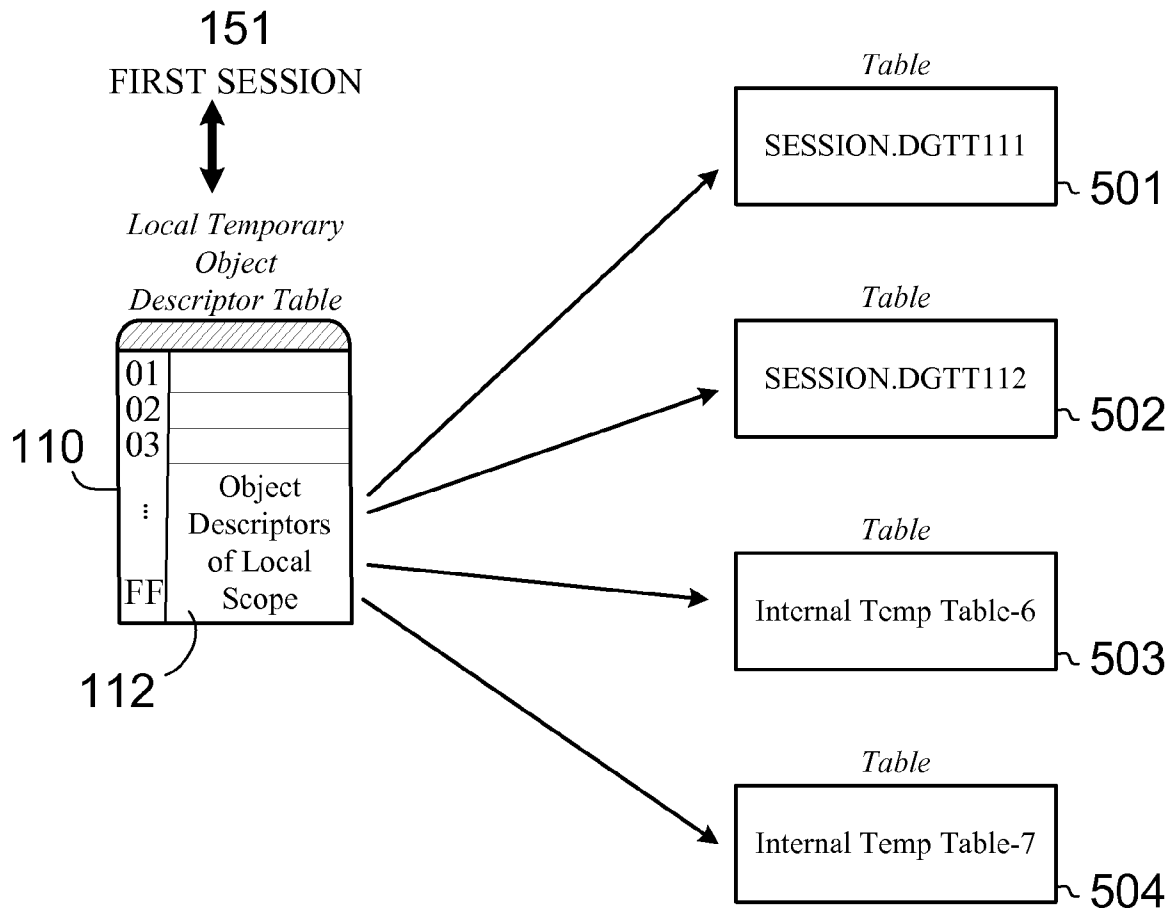 151
FIRST SESSION
Local Temporary
Object
Descriptor Table
01
02
03
...
FF
Object
Descriptors
of Local
Scope
110
112
Table
SESSION.DGTT111
501
Table
SESSION.DGTT112
502
Table
Internal Temp Table-6
503
Table
Internal Temp Table-7
504